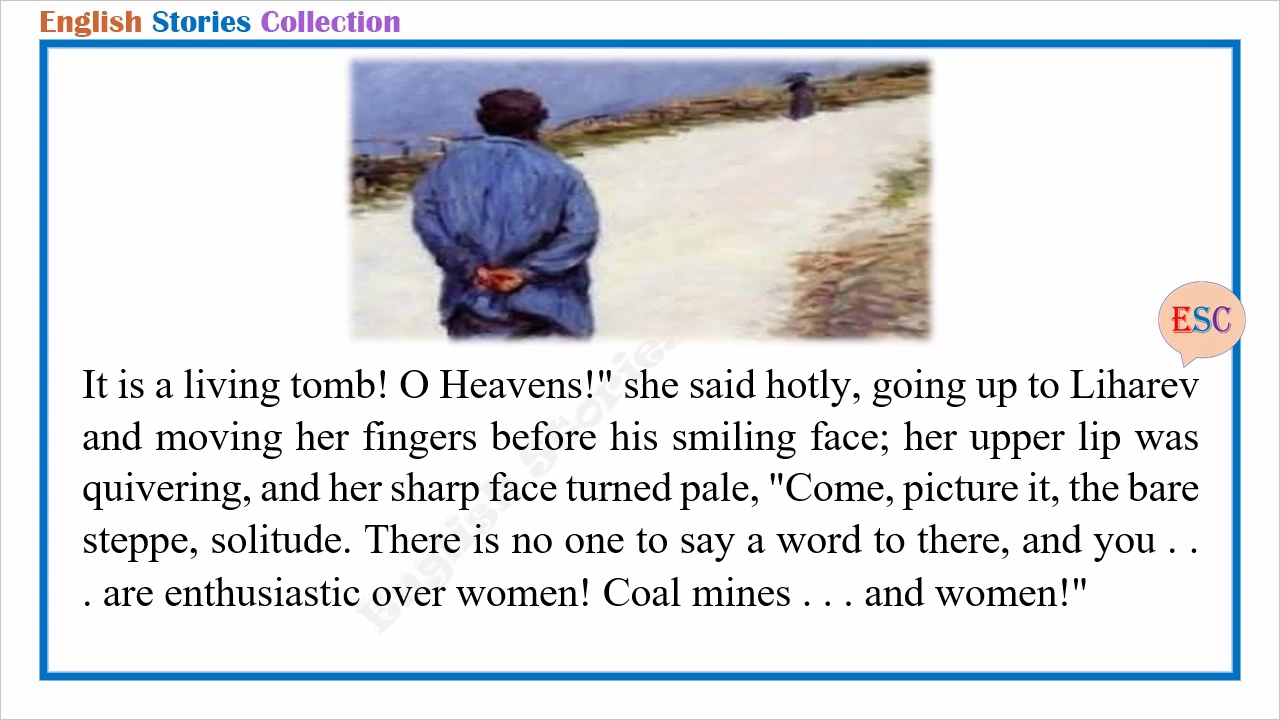 English Stories Collection
ESC
It is a living tomb! O Heavens!" she said hotly, going up to Liharev
and moving her fingers before his smiling face; her upper lip was
quivering, and her sharp face turned pale, "Come, picture it, the bare
steppe, solitude. There is no one to say a word to there, and you . .
. are enthusiastic over women! Coal mines . . . and women!"
English Stories